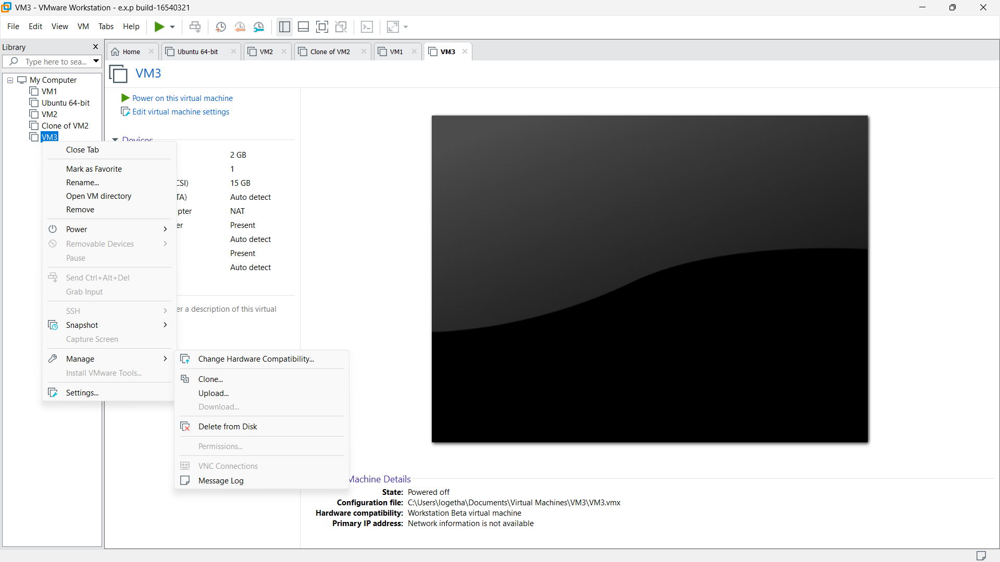 VM3 - VMware Workstation - e.x.p build-16540321
File Edit View VM Tabs Help
Library
Type here to sea...
Home
Ubuntu 64-bit
VM2
Clone of VM2
VM1
VM3
My Computer
VM1
Ubuntu 64-bit
VM2
Clone of VM2
VM3
VM3
Power on this virtual machine
Edit virtual machine settings
Devices
2 GB
1
CSI) 15 GB
TA) Auto detect
pter NAT
er Present
Auto detect
Present
Auto detect
er a description of this virtual
Close Tab
Mark as Favorite
Rename...
Open VM directory
Remove
Power
Removable Devices
Pause
Send Ctrl+Alt+Del
Grab Input
SSH
Snapshot
Capture Screen
Manage
Install VMware Tools...
Settings...
Change Hardware Compatibility...
Clone...
Upload...
Download...
Delete from Disk
Permissions...
VNC Connections
Message Log
Machine Details
State: Powered off
Configuration file: C:\Users\logetha\Documents\Virtual Machines\VM3\VM3.vmx
Hardware compatibility: Workstation Beta virtual machine
Primary IP address: Network information is not available